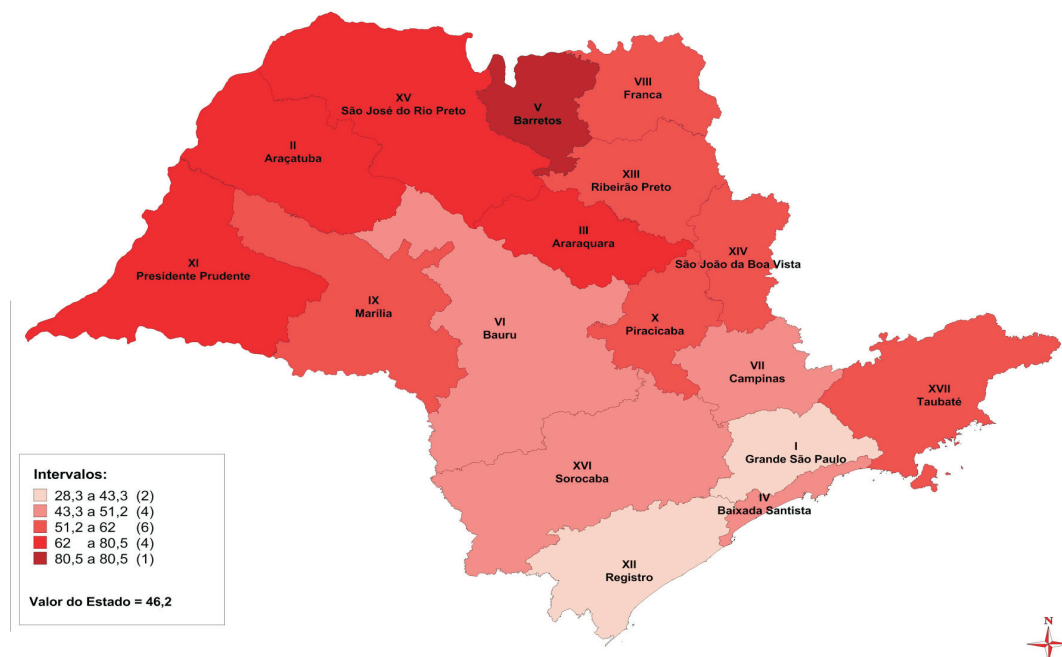 VIII
Franca
XV
São José do Rio Preto
V
Barretos
II
Araçatuba
XIII
Ribeirão Preto
III
Araraquara
XIV
São João da Boa Vista
XI
Presidente Prudente
IX
Marília
X
Piracicaba
VI
Bauru
VII
Campinas
XVII
Taubaté
I
Grande São Paulo
XVI
Sorocaba
IV
Baixada Santista
XII
Registro
Intervalos:
28,3 a 43,3 (2)
43,3 a 51,2 (4)
51,2 a 62 (6)
62 a 80,5 (4)
80,5 a 80,5 (1)
Valor do Estado = 46,2
N